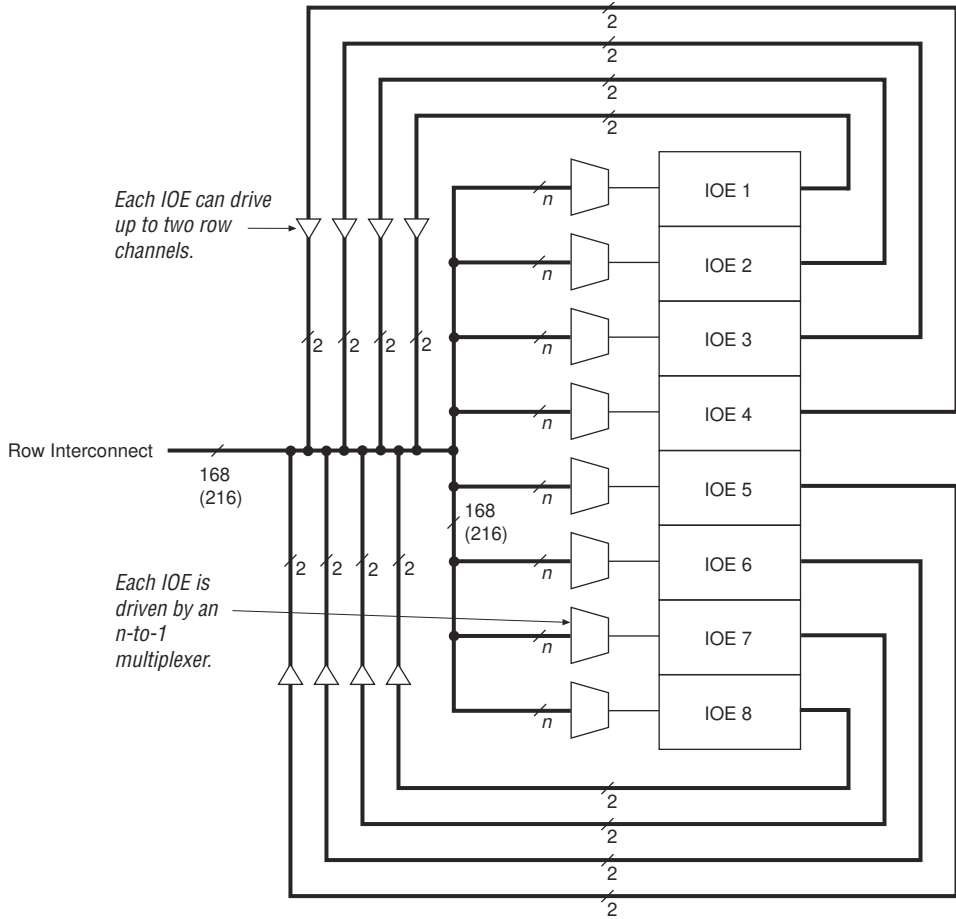 2
2
2
2
Each IOE can drive
up to two row
channels.
n
IOE 1
n
IOE 2
2
2
2
2
n
IOE 3
n
IOE 4
Row Interconnect
168
(216)
n
IOE 5
168
(216)
2
2
2
2
n
IOE 6
Each IOE is
driven by an
n-to-1
multiplexer.
n
IOE 7
n
IOE 8
2
2
2
2